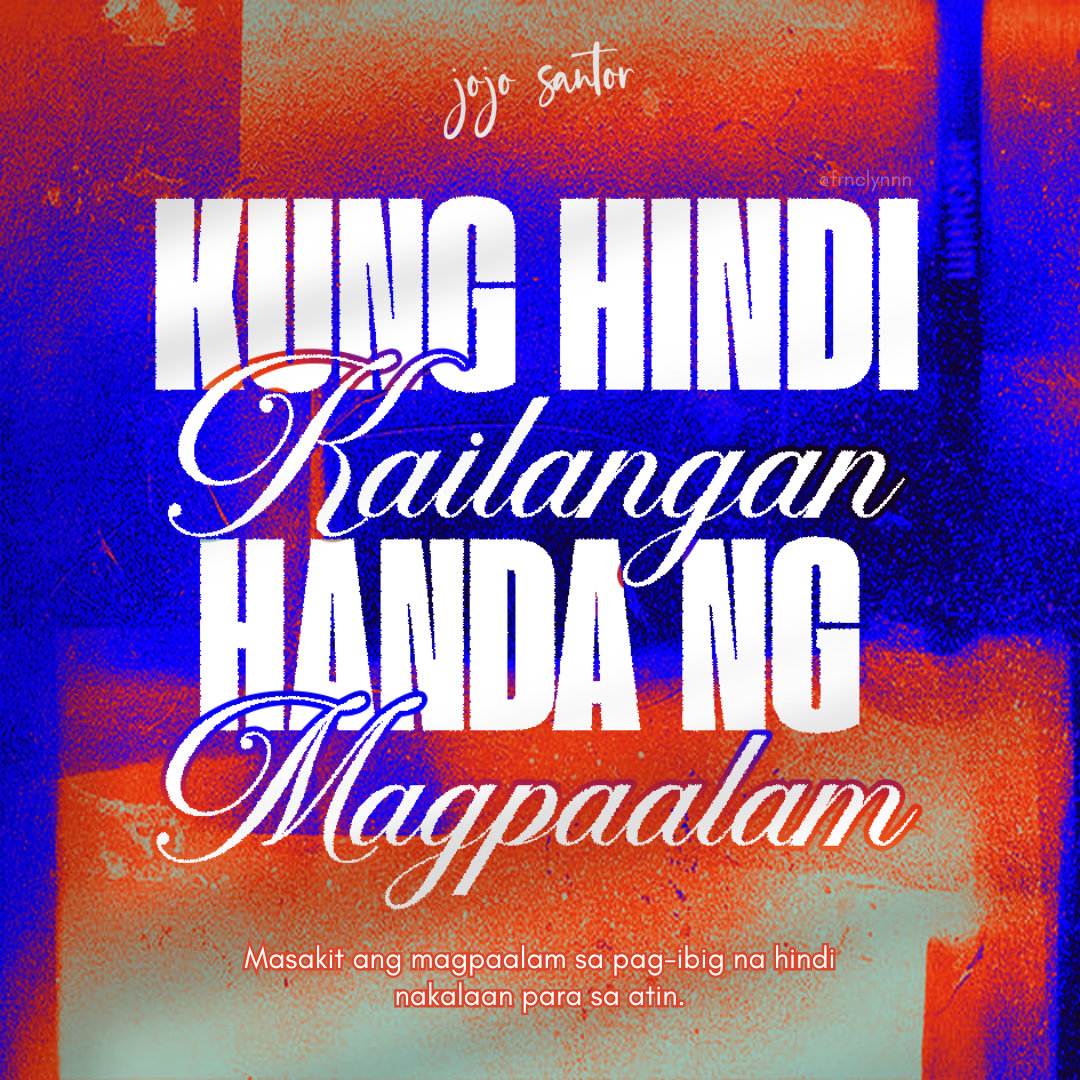 jojo santor
@frnclynnn
KUNG HINDI
Kailangan
HANDA NG
Magpaalam
Masakit ang magpaalam sa pag-ibig na hindi
nakalaan para sa atin.